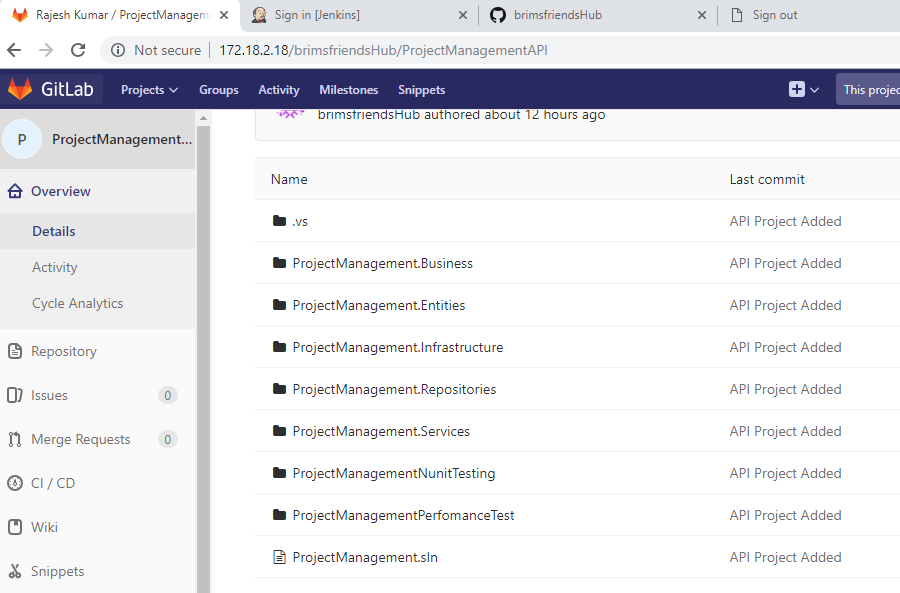 Rajesh Kumar / ProjectManagem
Sign in [Jenkins]
brimsfriendsHub
Sign out
Not secure
172.18.2.18/brimsfriendsHub/ProjectManagementAPI
GitLab
Projects
Groups
Activity
Milestones
Snippets
This projec
P
ProjectManagement...
brimsfriendsHub authored about 12 hours ago
Overview
Details
Activity
Cycle Analytics
Repository
Issues 0
Merge Requests 0
CI / CD
Wiki
Snippets
Name Last commit
.vs API Project Added
ProjectManagement.Business API Project Added
ProjectManagement.Entities API Project Added
ProjectManagement.Infrastructure API Project Added
ProjectManagement.Repositories API Project Added
ProjectManagement.Services API Project Added
ProjectManagementNunitTesting API Project Added
ProjectManagementPerfomanceTest API Project Added
ProjectManagement.sln API Project Added